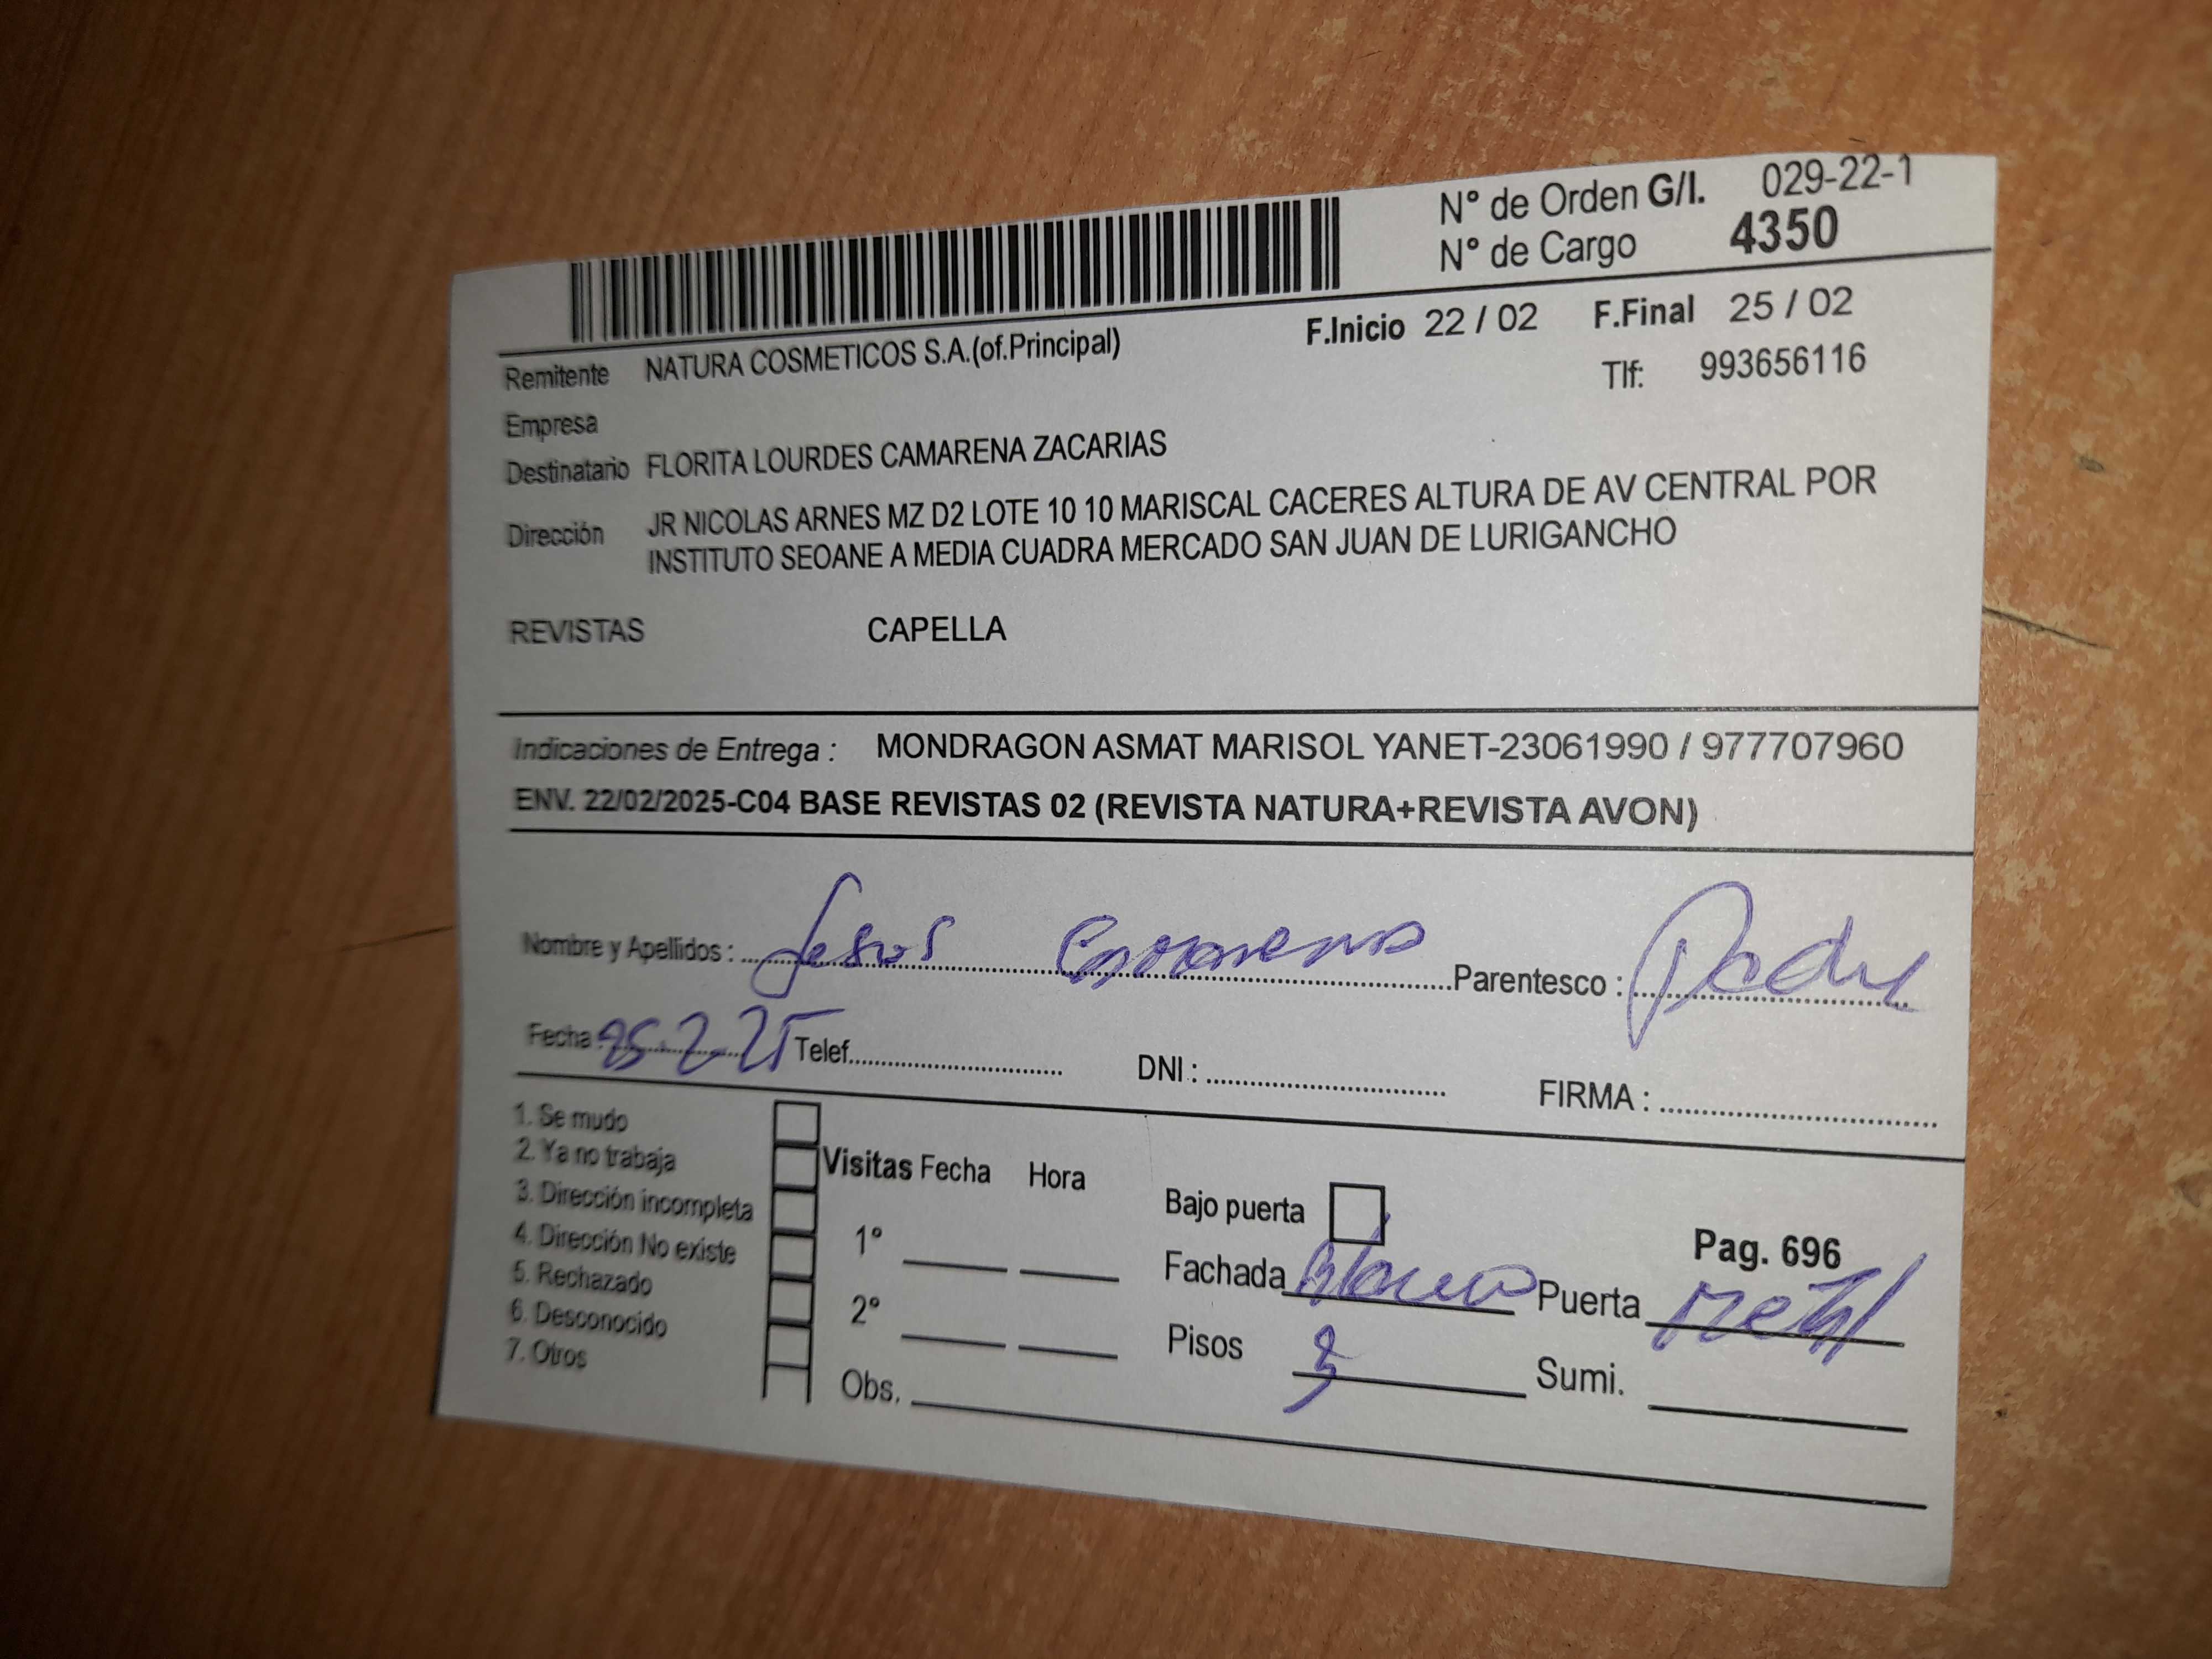 N° de Orden G/I. 029-22-1
N° de Cargo 4350
F.Inicio 22 / 02 F.Final 25 / 02
Remitente NATURA COSMETICOS S.A.(of.Principal)
Tlf: 993656116
Empresa
Destinatario FLORITA LOURDES CAMARENA ZACARIAS
Dirección JR NICOLAS ARNES MZ D2 LOTE 10 10 MARISCAL CACERES ALTURA DE AV CENTRAL POR
INSTITUTO SEOANE A MEDIA CUADRA MERCADO SAN JUAN DE LURIGANCHO
REVISTAS CAPELLA
Indicaciones de Entrega : MONDRAGON ASMAT MARISOL YANET-23061990 / 977707960
ENV. 22/02/2025-C04 BASE REVISTAS 02 (REVISTA NATURA+REVISTA AVON)
Nombre y Apellidos : Jesus Camarena Parentesco : Padre
Fecha : 25-2-25 Telef. DNI : FIRMA :
1. Se mudo
2. Ya no trabaja
3. Dirección incompleta
4. Dirección No existe
5. Rechazado
6. Desconocido
7. Otros
Visitas Fecha Hora
1°
2°
Obs.
Bajo puerta
Pag. 696
Fachada Blanco Puerta Metal
Pisos 3 Sumi.